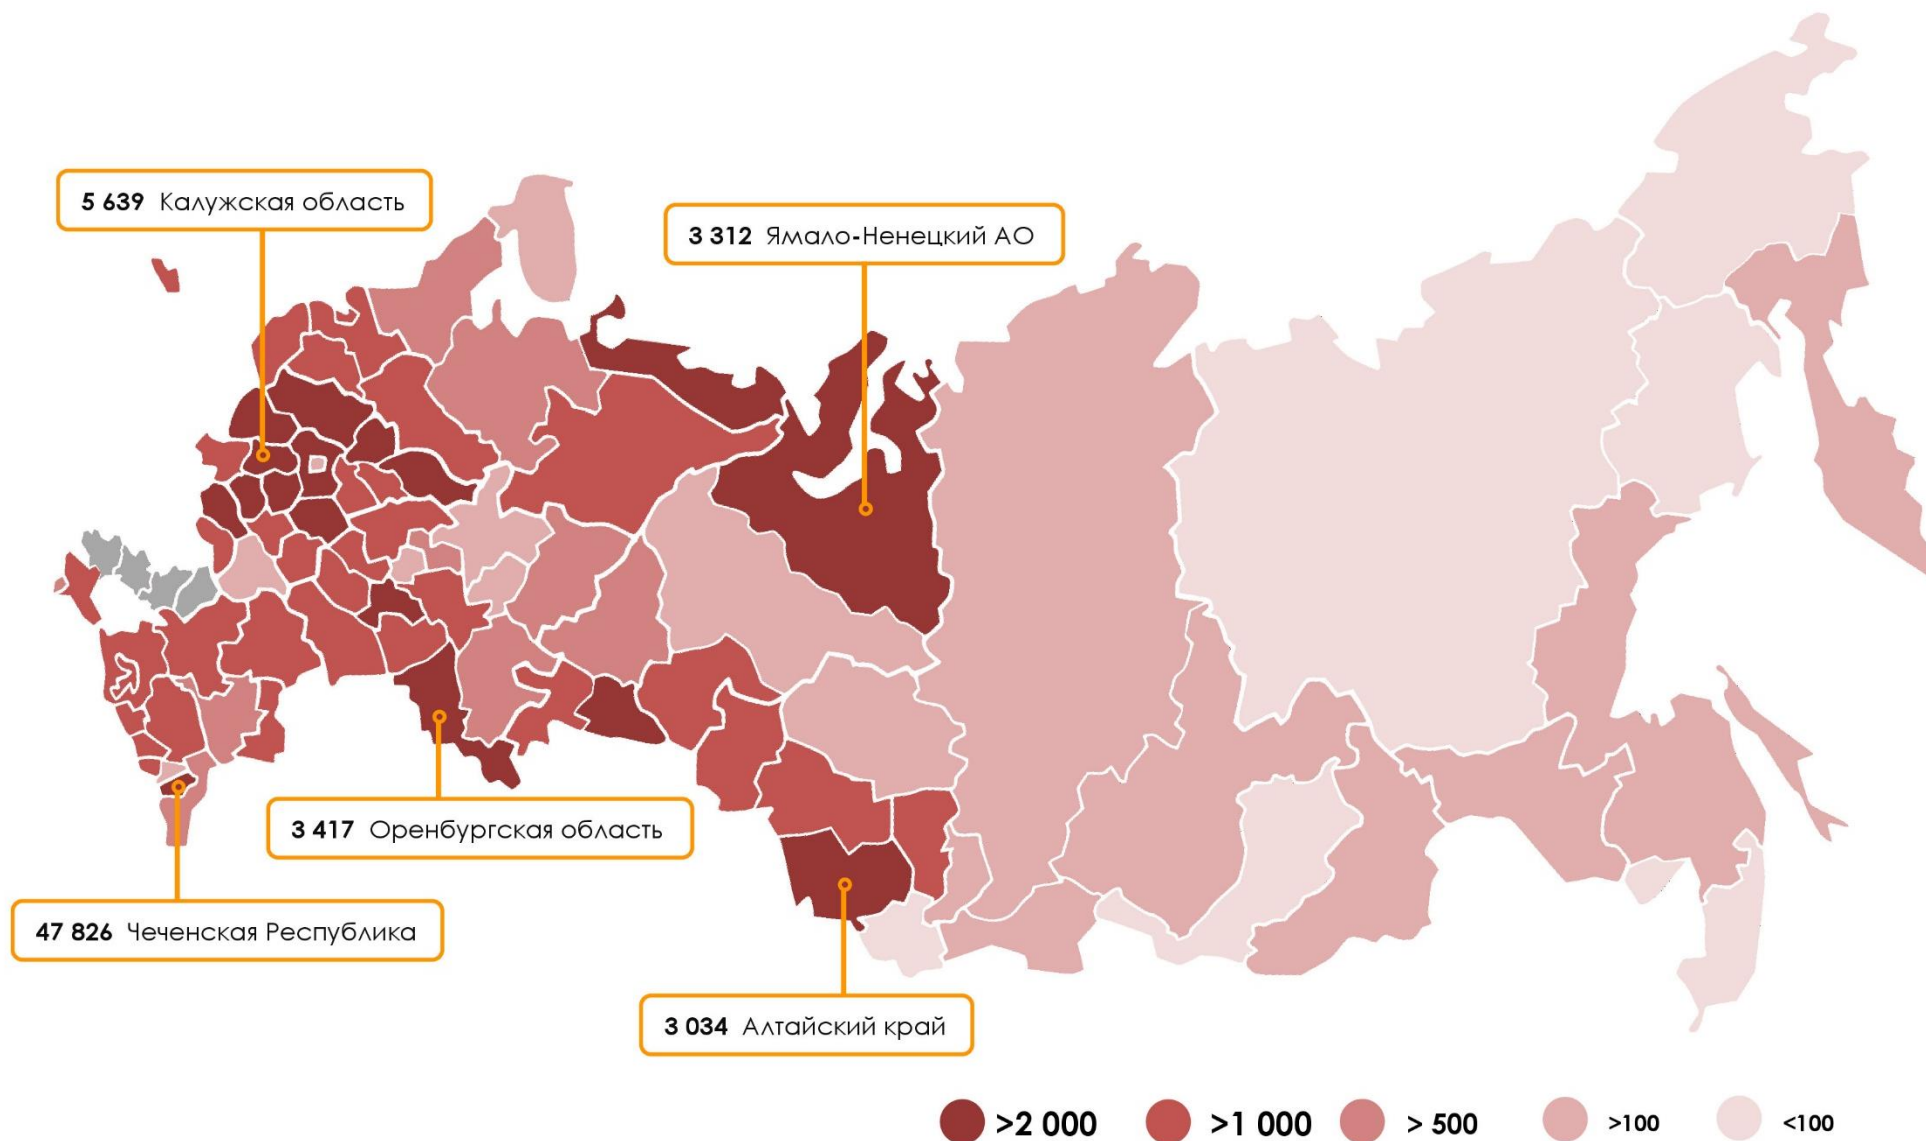 5 639 Калужская область
3 312 Ямало-Ненецкий АО
3 417 Оренбургская область
47 826 Чеченская Республика
3 034 Алтайский край
>2 000 >1 000 > 500 >100 <100